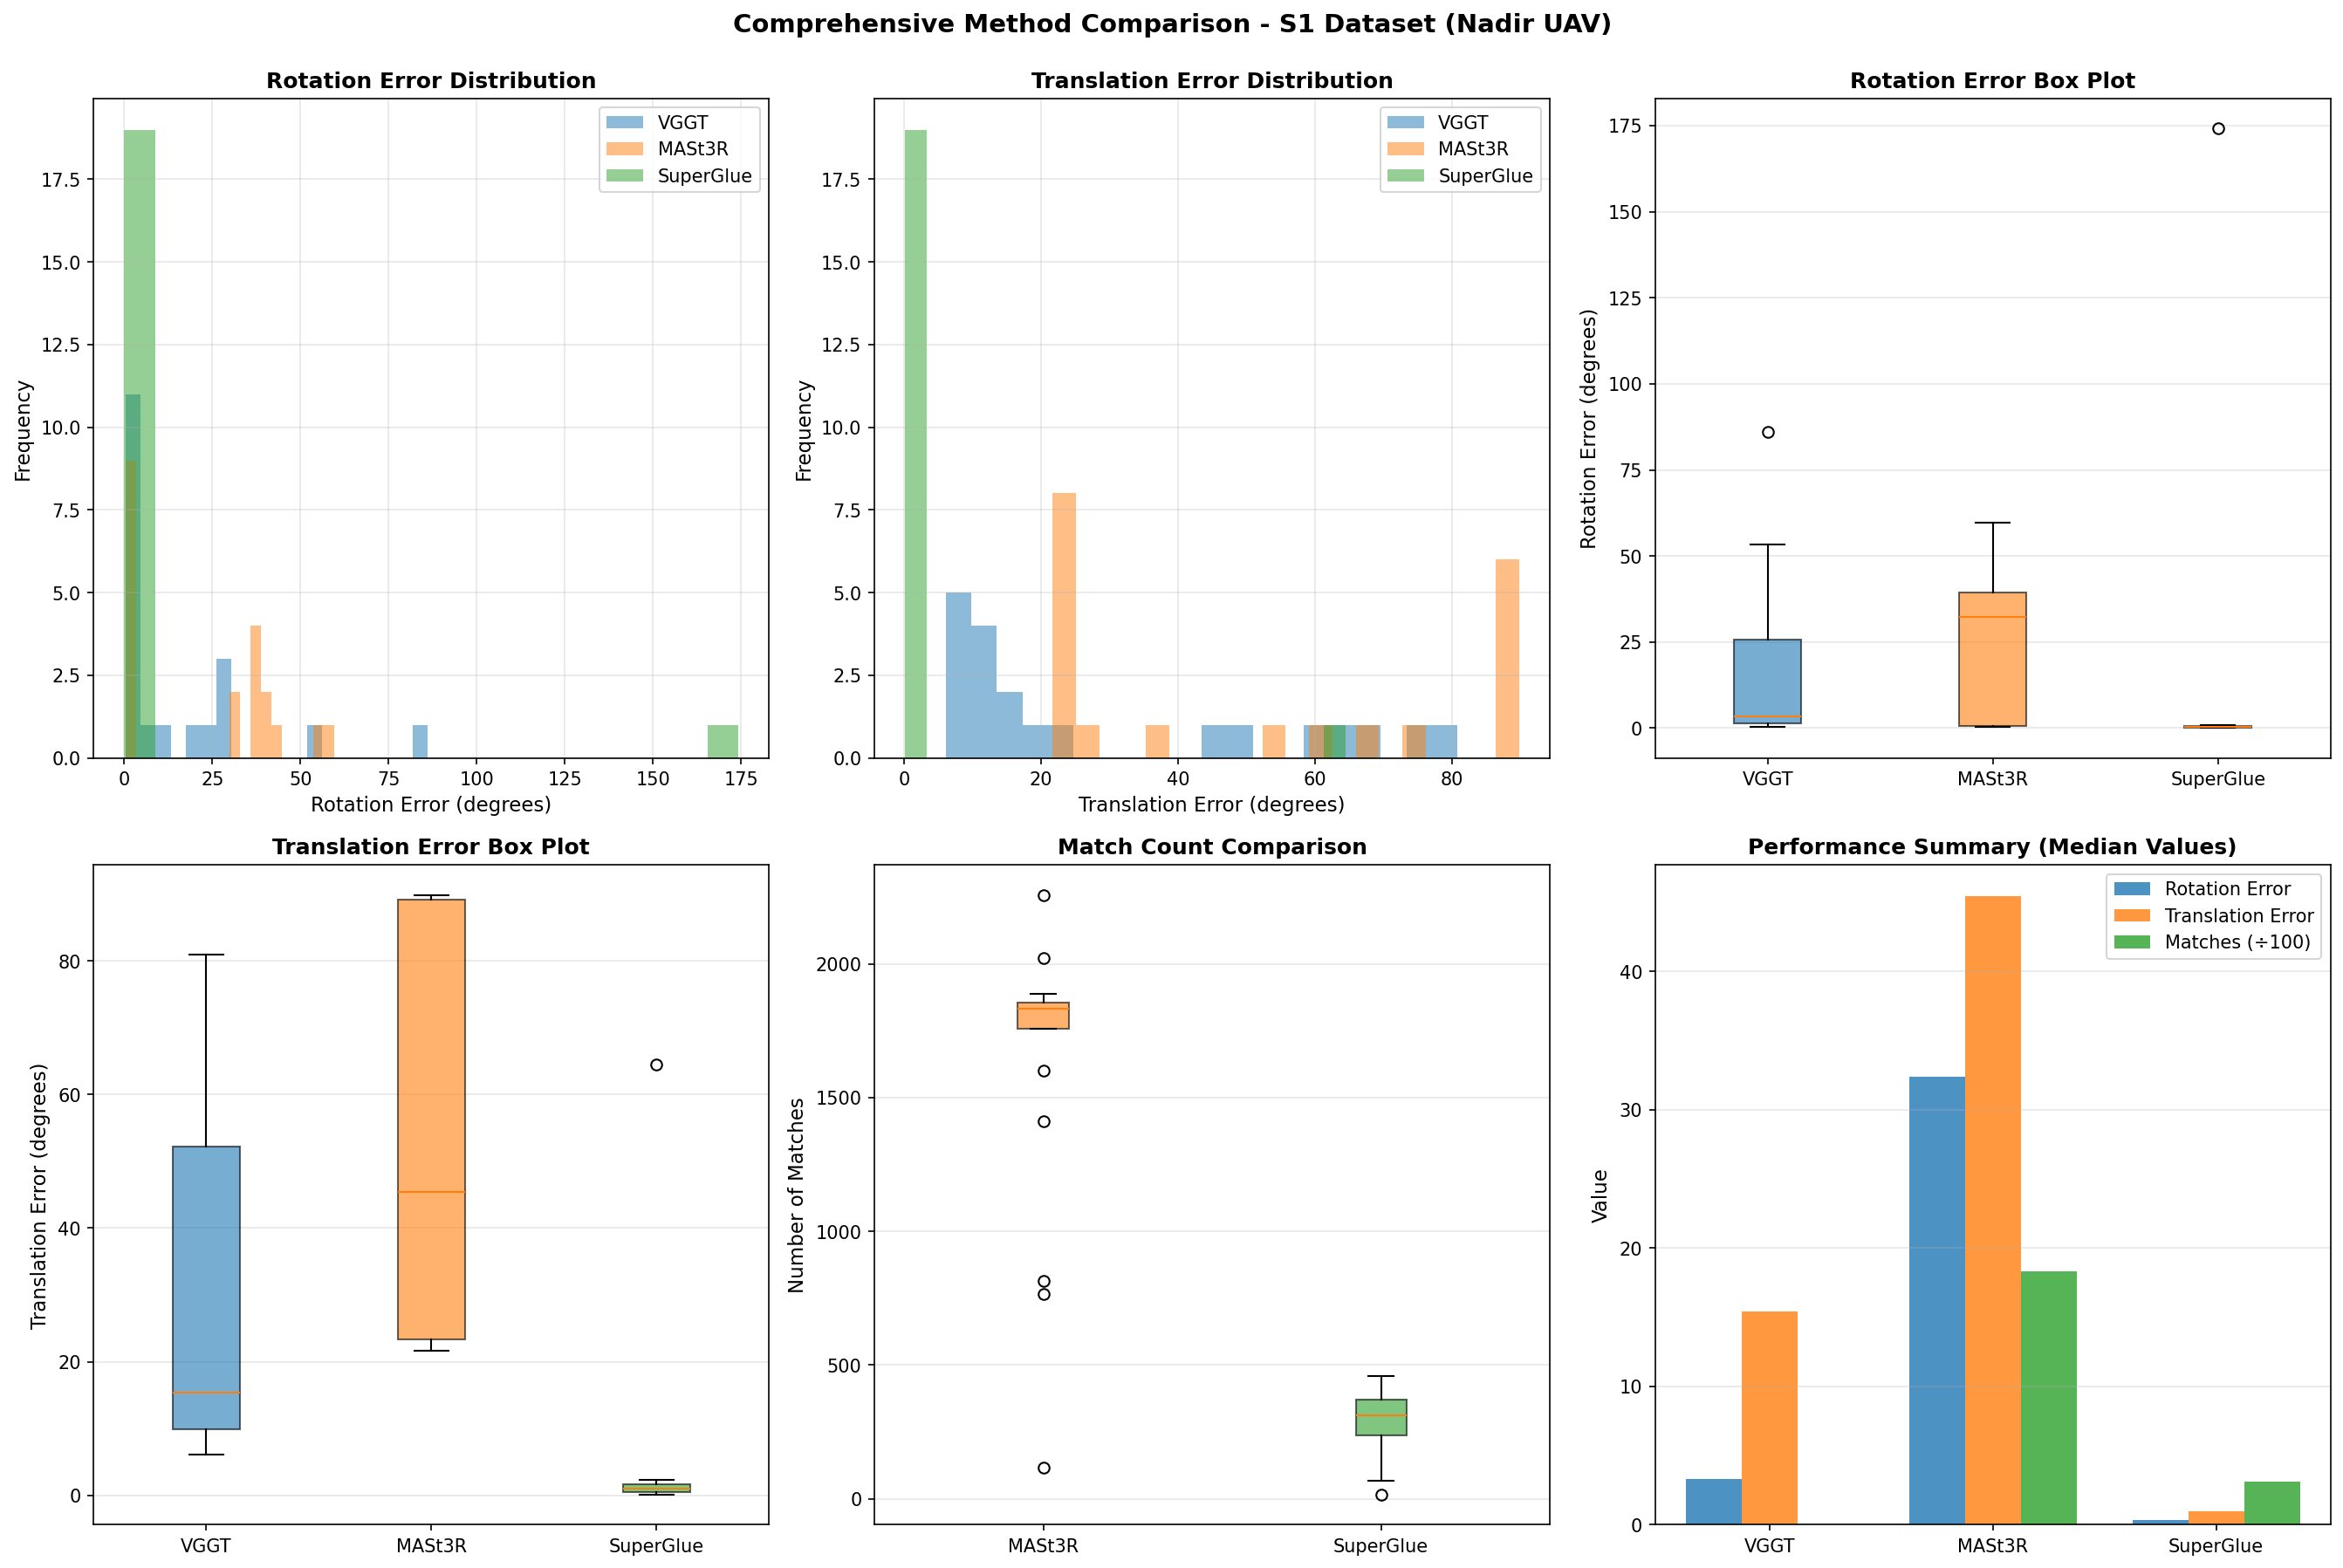 Comprehensive Method Comparison - S1 Dataset (Nadir UAV)
Rotation Error Distribution
VGGT
MASt3R
SuperGlue
17.5
15.0
12.5
10.0
7.5
5.0
2.5
0.0
Frequency
0 25 50 75 100 125 150 175
Rotation Error (degrees)
Translation Error Distribution
VGGT
MASt3R
SuperGlue
17.5
15.0
12.5
10.0
7.5
5.0
2.5
0.0
Frequency
0 20 40 60 80
Translation Error (degrees)
Rotation Error Box Plot
175
150
125
100
75
50
25
0
Rotation Error (degrees)
VGGT MASt3R SuperGlue
Translation Error Box Plot
80
60
40
20
0
Translation Error (degrees)
VGGT MASt3R SuperGlue
Match Count Comparison
2000
1500
1000
500
0
Number of Matches
MASt3R SuperGlue
Performance Summary (Median Values)
Rotation Error
Translation Error
Matches (÷100)
40
30
20
10
0
Value
VGGT MASt3R SuperGlue